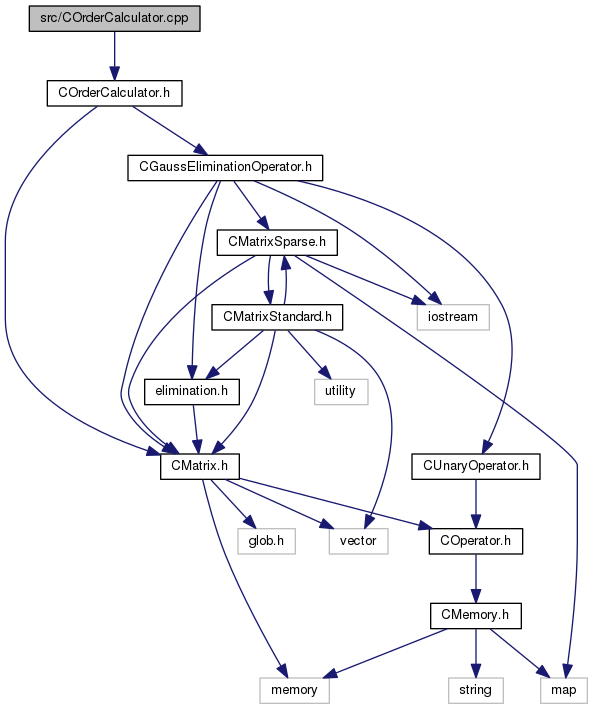 src/COrderCalculator.cpp
COrderCalculator.h
CGaussEliminationOperator.h
CMatrixSparse.h
CMatrixStandard.h
iostream
elimination.h
utility
CMatrix.h
CUnaryOperator.h
glob.h
vector
COperator.h
CMemory.h
memory
string
map